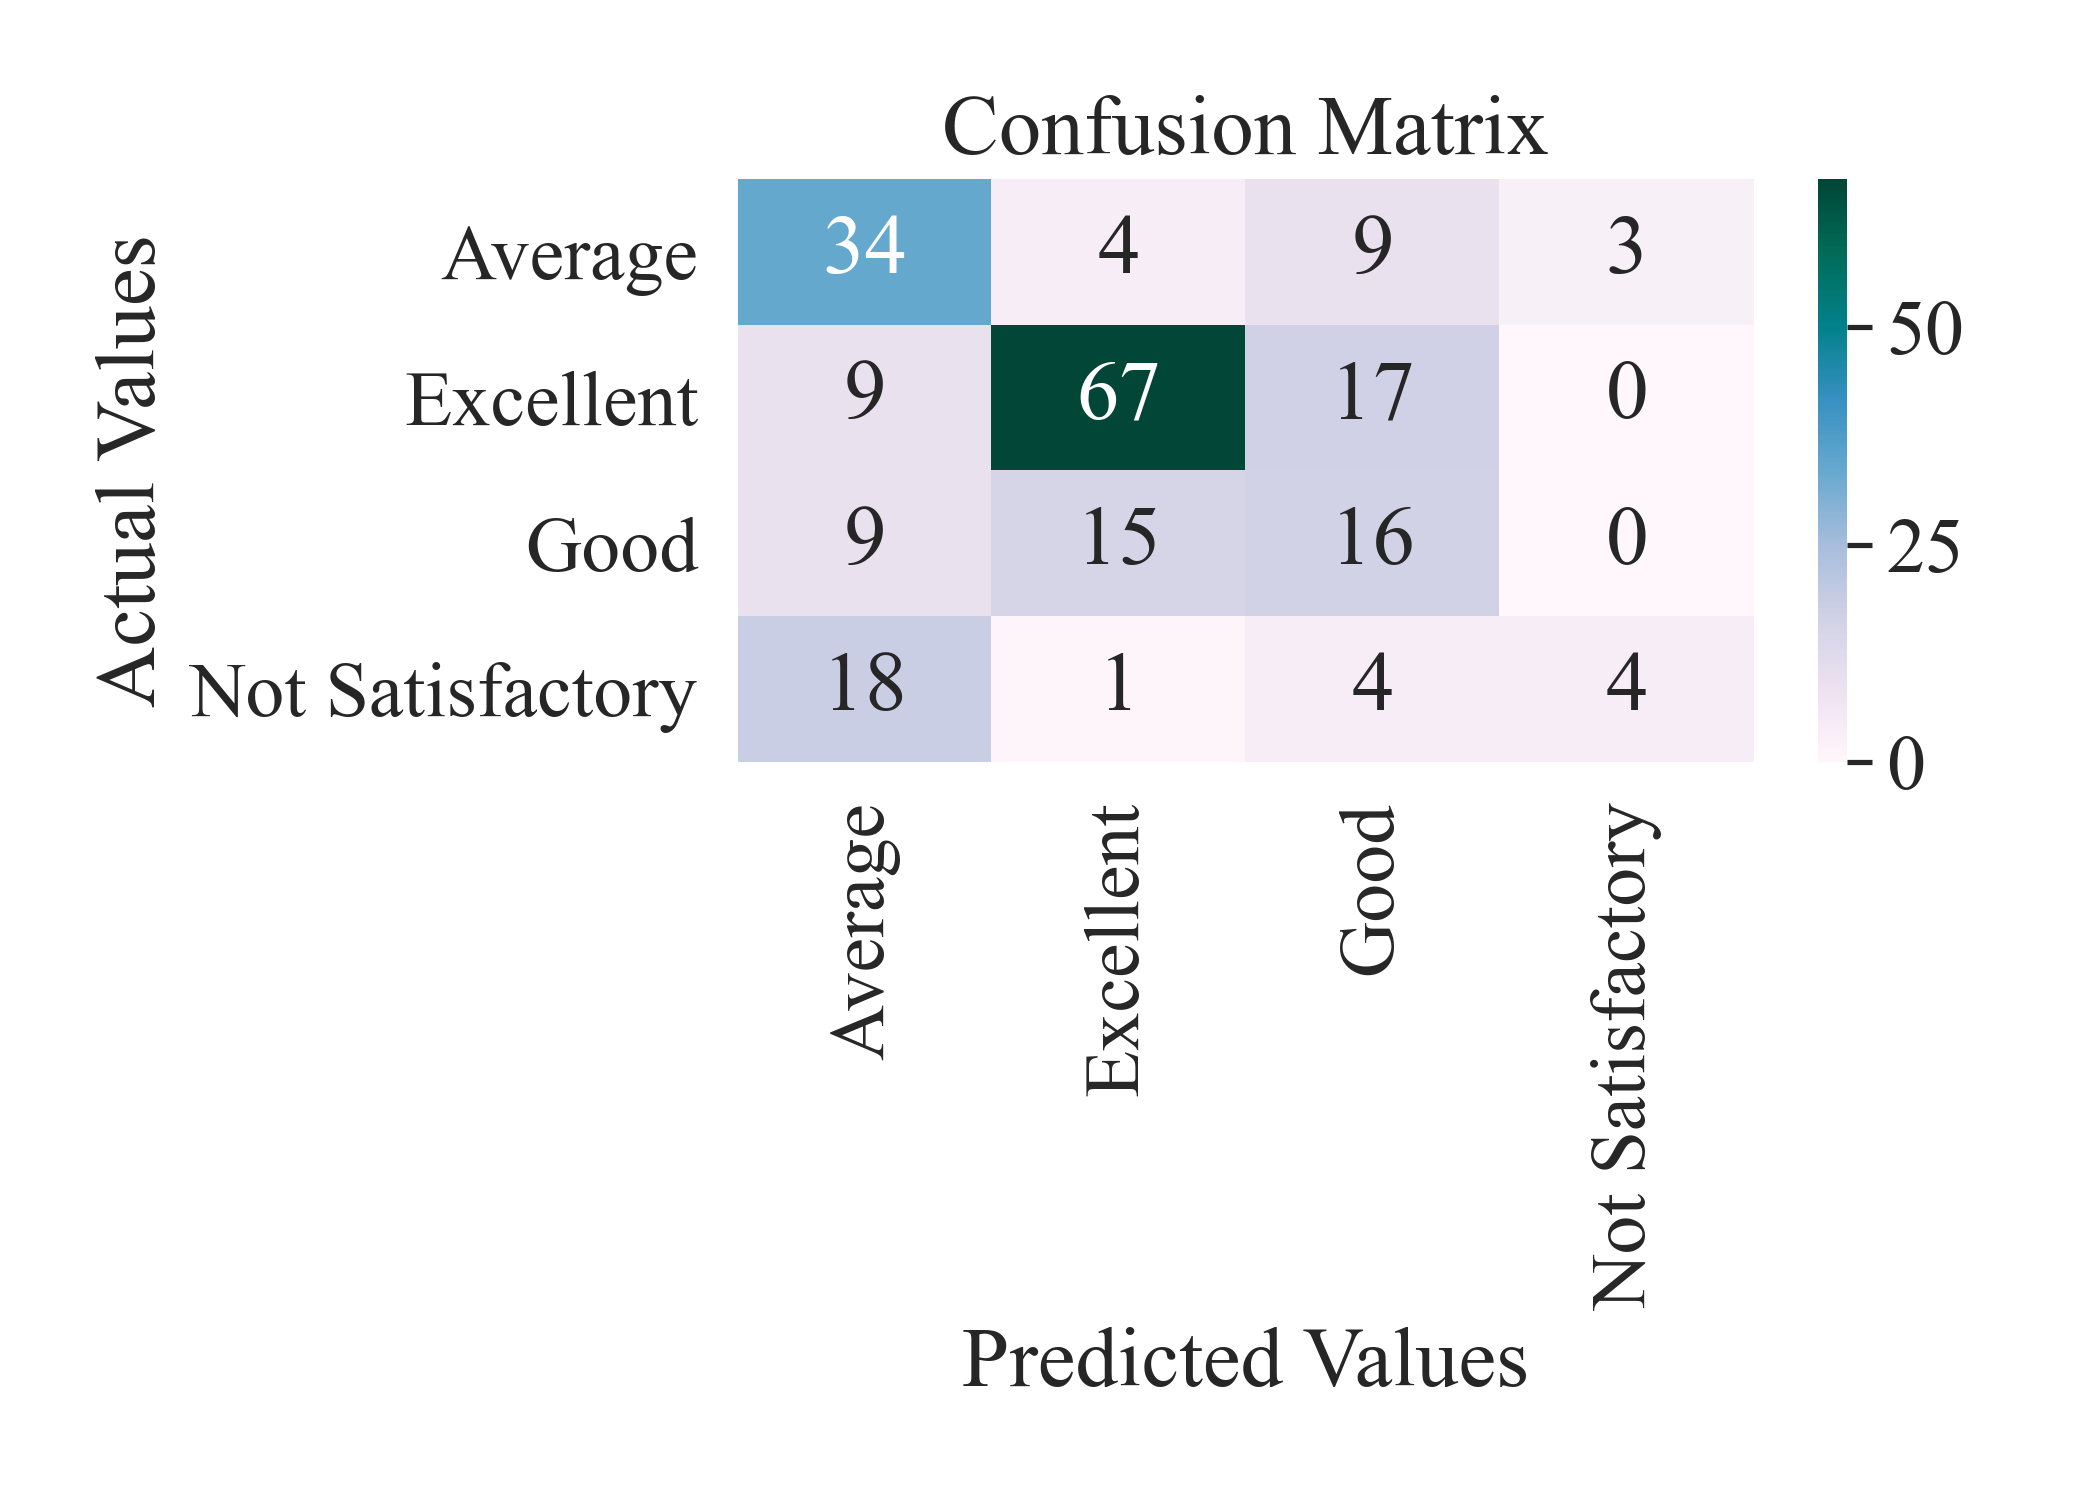 Confusion Matrix
Actual Values
Average 34 4 9 3
Excellent 9 67 17 0
Good 9 15 16 0
Not Satisfactory 18 1 4 4
Average
Excellent
Good
Not Satisfactory
Predicted Values
50
25
0